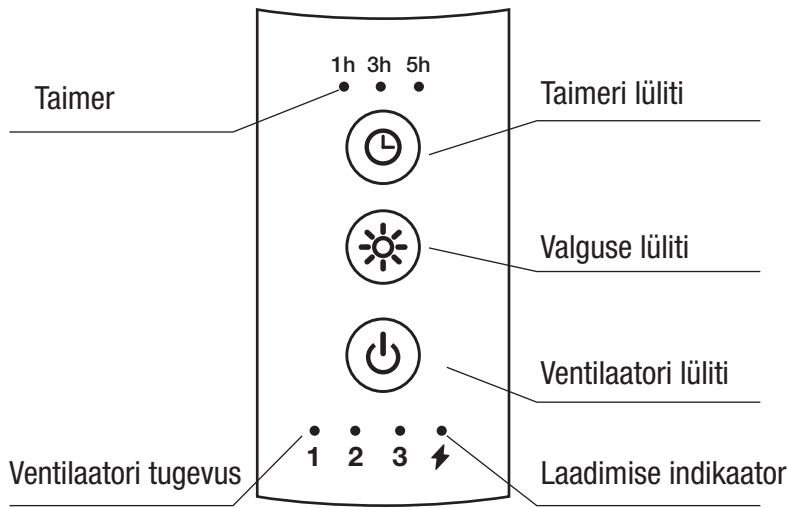 1h 3h 5h
Taimer
Taimeri lüliti
Valguse lüliti
Ventilaatori lüliti
1 2 3
Ventilaatori tugevus
Laadimise indikaator